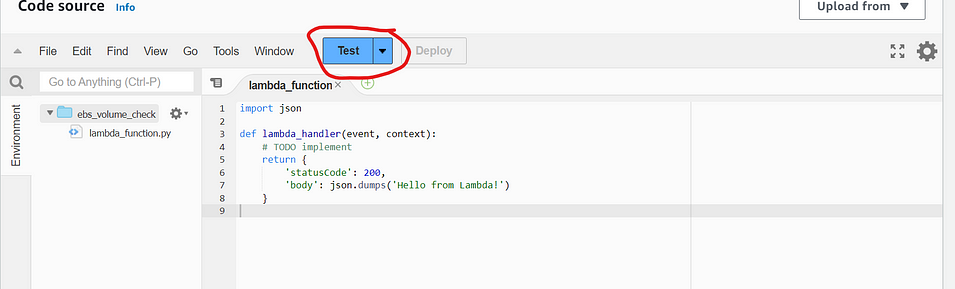 Code source Info
Upload from ▼
File Edit Find View Go Tools Window Test Deploy
Go to Anything (Ctrl-P)
lambda_function
Environment
ebs_volume_check
lambda_function.py
1 import json
2
3 def lambda_handler(event, context):
4     # TODO implement
5     return {
6         'statusCode': 200,
7         'body': json.dumps('Hello from Lambda!')
8     }
9